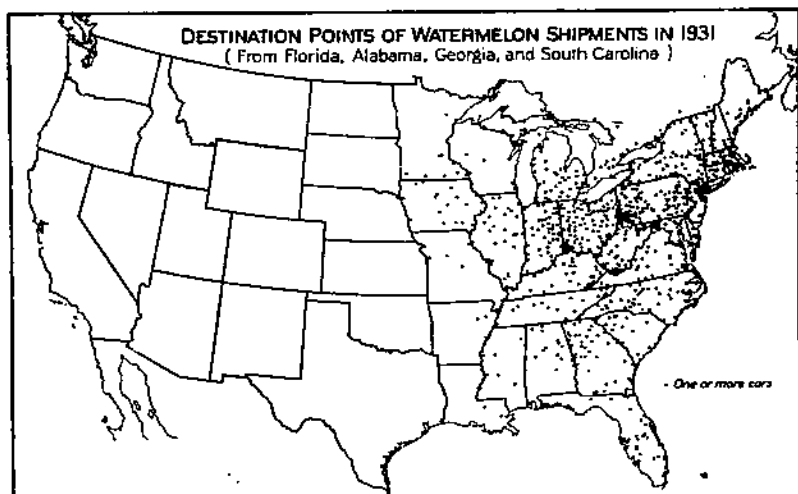 DESTINATION POINTS OF WATERMELON SHIPMENTS IN 1931
( From Florida, Alabama, Georgia, and South Carolina )
- One or more cars